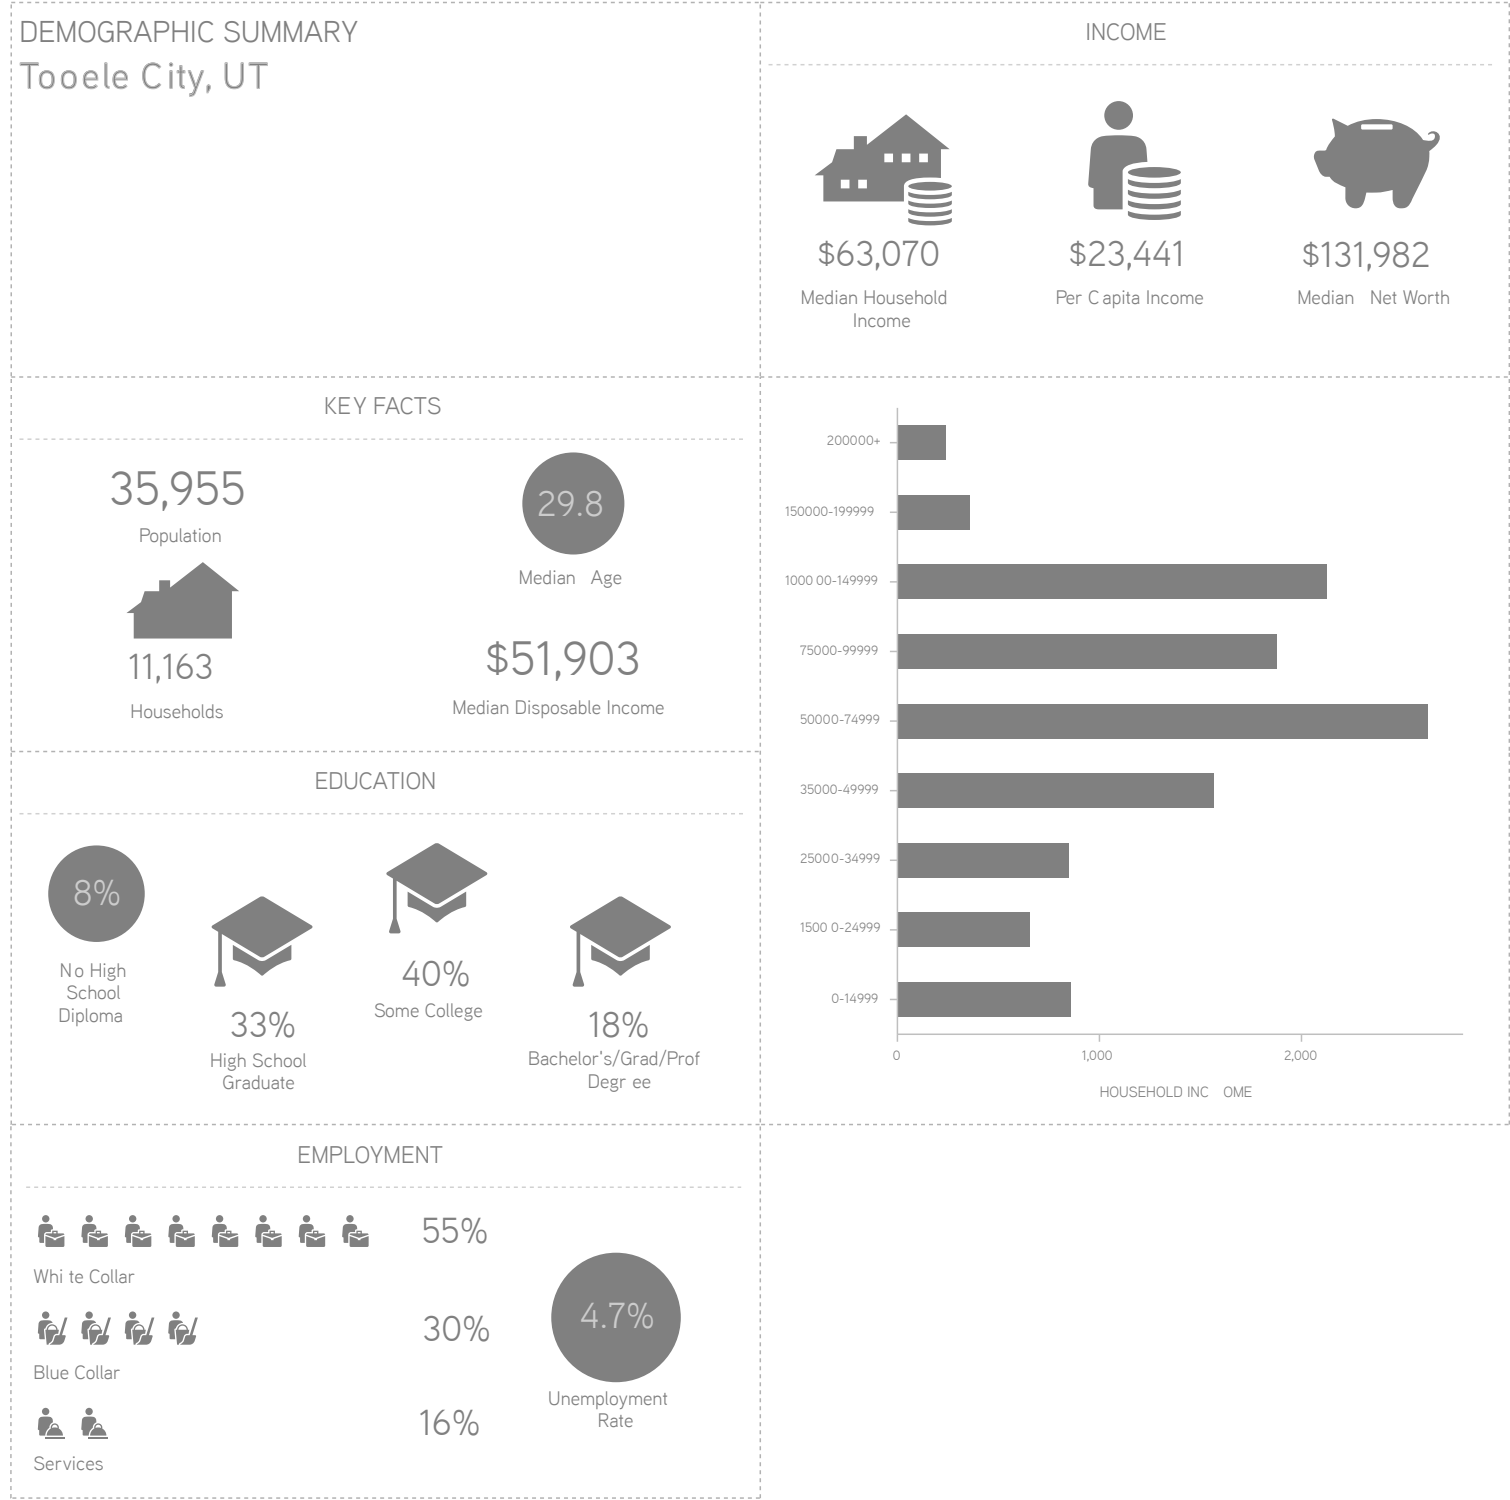 DEMOGRAPHIC SUMMARY
Tooele City, UT
INCOME
$63,070
Median Household
Income
$23,441
Per Capita Income
$131,982
Median Net Worth
KEY FACTS
35,955
Population
29.8
Median Age
11,163
Households
$51,903
Median Disposable Income
200000+
150000-199999
1000 00-149999
75000-99999
50000-74999
35000-49999
25000-34999
1500 0-24999
0-14999
0
1,000
2,000
HOUSEHOLD INC OME
EDUCATION
8%
No High
School
Diploma
33%
High School
Graduate
40%
Some College
18%
Bachelor's/Grad/Prof
Degr ee
EMPLOYMENT
55%
Whi te Collar
30%
Blue Collar
16%
Services
4.7%
Unemployment
Rate